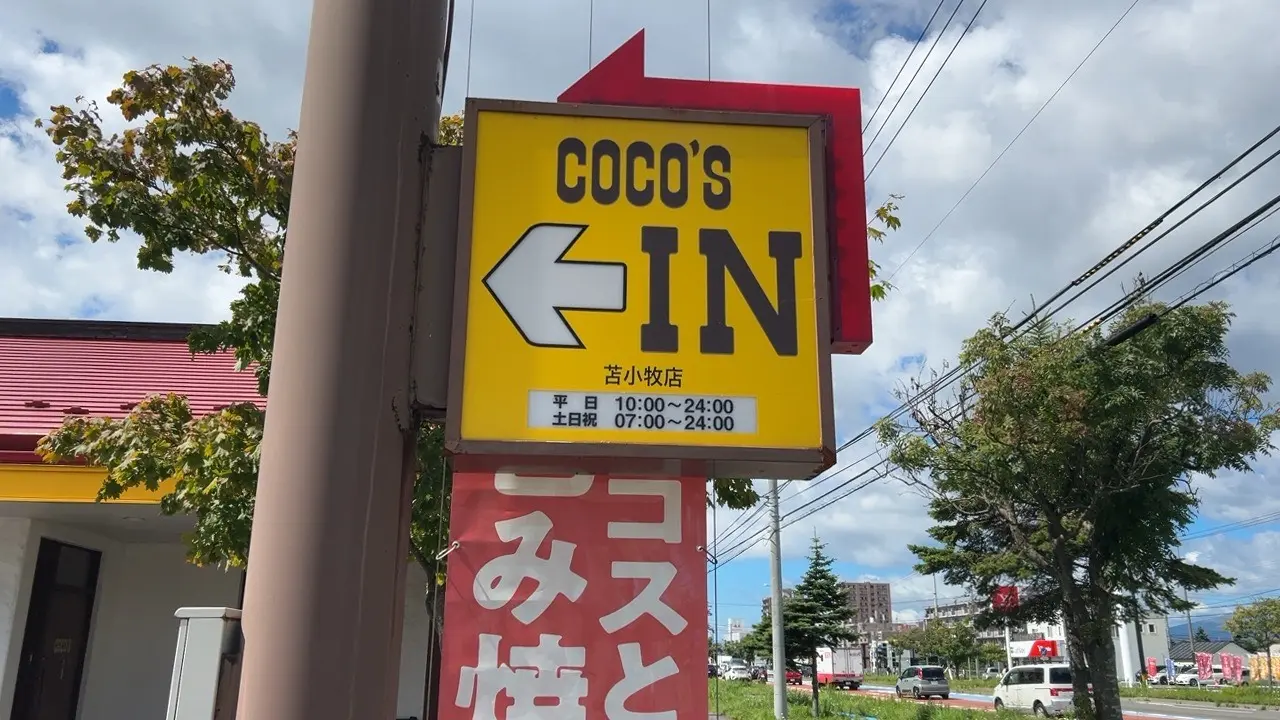 COCO'S
IN
苫小牧店
平日 10:00～24:00
土日祝 07:00～24:00
コスと
み焼